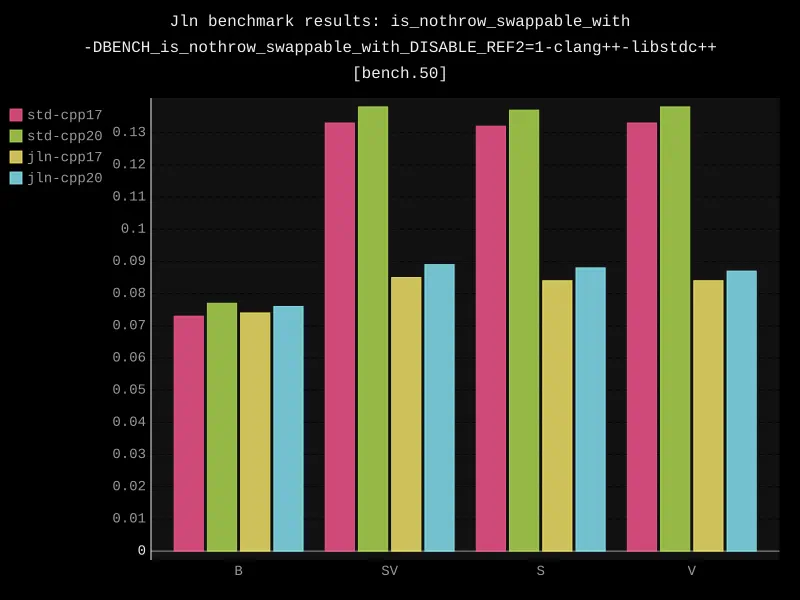 Jln benchmark results: is_nothrow_swappable_with
-DBENCH_is_nothrow_swappable_with_DISABLE_REF2=1-clang++-libstdc++
[bench.50]
std-cpp17
std-cpp20
jln-cpp17
jln-cpp20
0.13
0.12
0.11
0.1
0.09
0.08
0.07
0.06
0.05
0.04
0.03
0.02
0.01
0
B SV S V